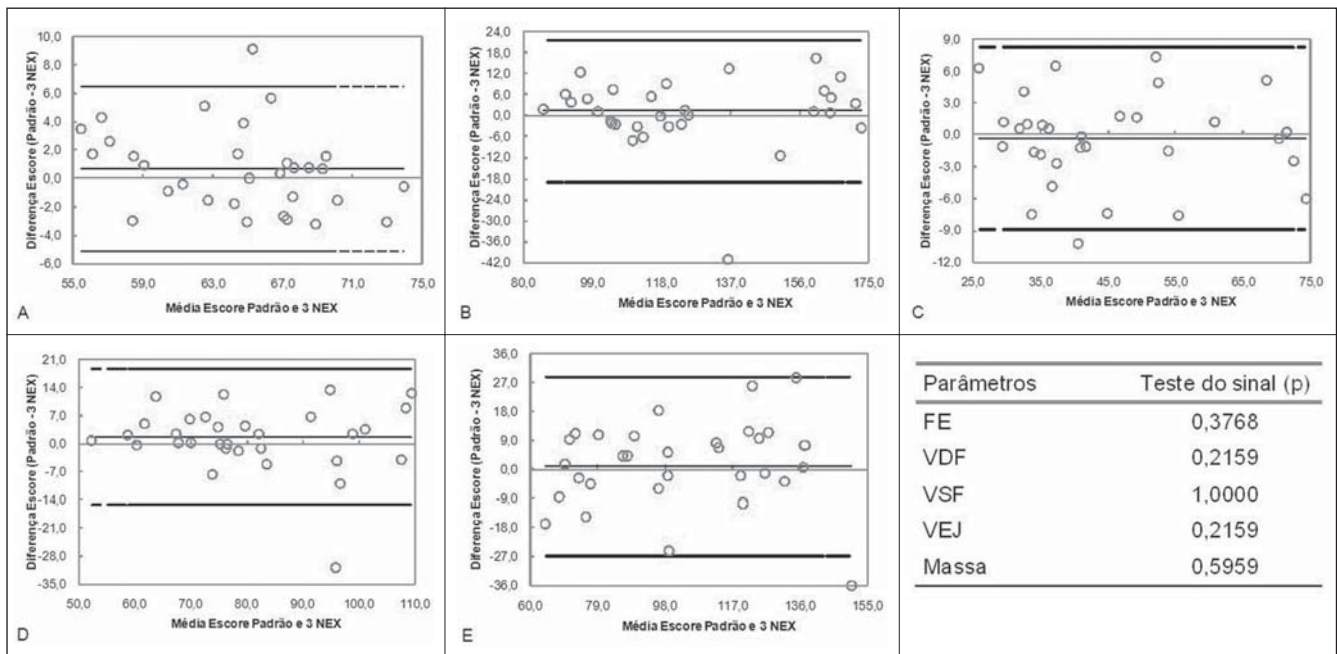 Diferença Escore (Padrão - 3 NEX)
10,0
8,0
6,0
4,0
2,0
0,0
-2,0
-4,0
-6,0
55,0 59,0 63,0 67,0 71,0 75,0
Média Escore Padrão e 3 NEX
A
Diferença Escore (Padrão - 3 NEX)
24,0
18,0
12,0
6,0
0,0
-6,0
-12,0
-18,0
-24,0
-30,0
-36,0
-42,0
80,0 99,0 118,0 137,0 156,0 175,0
Média Escore Padrão e 3 NEX
B
Diferença Escore (Padrão - 3 NEX)
9,0
6,0
3,0
0,0
-3,0
-6,0
-9,0
-12,0
25,0 35,0 45,0 55,0 65,0 75,0
Média Escore Padrão e 3 NEX
C
Diferença Escore (Padrão - 3 NEX)
21,0
14,0
7,0
0,0
-7,0
-14,0
-21,0
-28,0
-35,0
50,0 60,0 70,0 80,0 90,0 100,0 110,0
Média Escore Padrão e 3 NEX
D
Diferença Escore (Padrão - 3 NEX)
36,0
27,0
18,0
9,0
0,0
-9,0
-18,0
-27,0
-36,0
60,0 79,0 98,0 117,0 136,0 155,0
Média Escore Padrão e 3 NEX
E
Parâmetros Teste do sinal (p)
FE 0,3768
VDF 0,2159
VSF 1,0000
VEJ 0,2159
Massa 0,5959